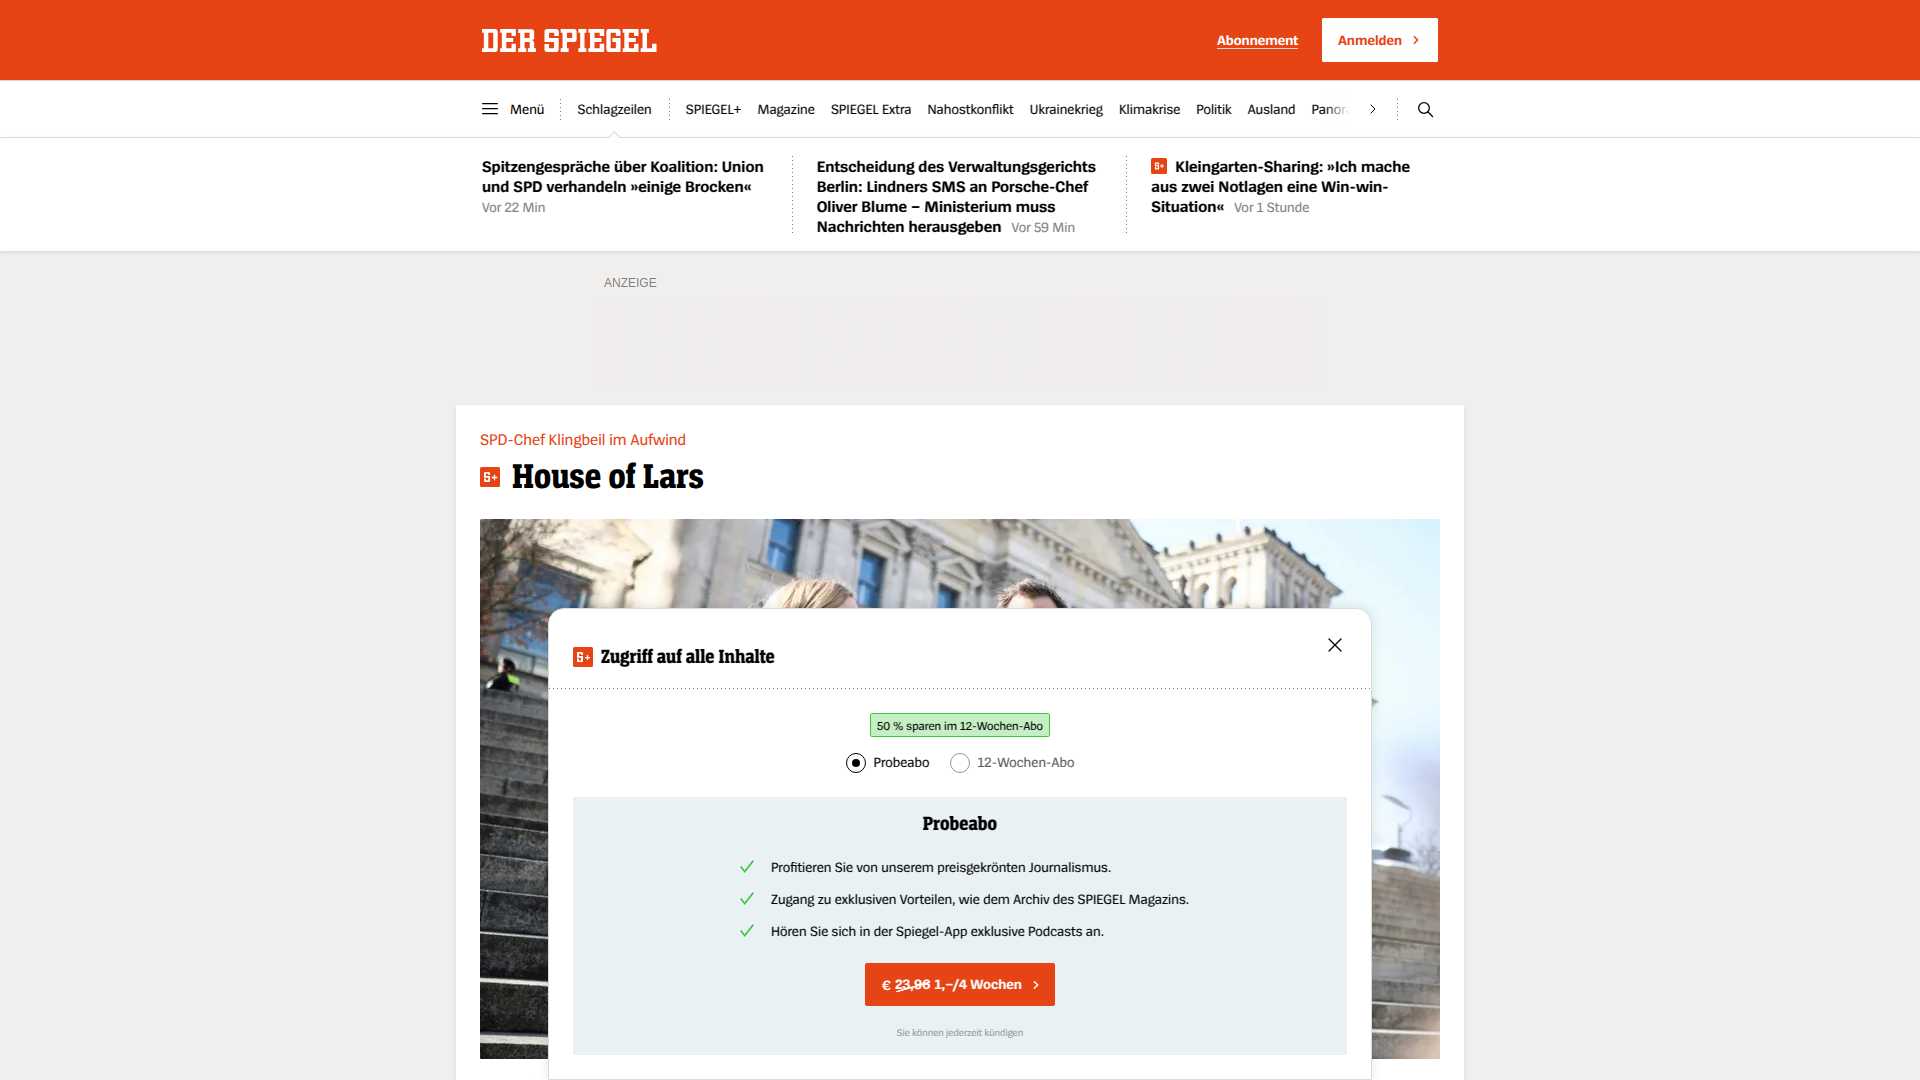 DER SPIEGEL
Abonnement
Anmelden
Menü
Schlagzeilen
SPIEGEL+
Magazine
SPIEGEL Extra
Nahostkonflikt
Ukrainekrieg
Klimakrise
Politik
Ausland
Spitzengespräche über Koalition: Union
und SPD verhandeln »einige Brocken«
Vor 22 Min
Entscheidung des Verwaltungsgerichts
Berlin: Lindners SMS an Porsche-Chef
Oliver Blume – Ministerium muss
Nachrichten herausgeben Vor 59 Min
Kleingarten-Sharing: »Ich mache
aus zwei Notlagen eine Win-win-
Situation« Vor 1 Stunde
ANZEIGE
SPD-Chef Klingbeil im Aufwind
S+ House of Lars
S+ Zugriff auf alle Inhalte
50 % sparen im 12-Wochen-Abo
Probeabo
12-Wochen-Abo
Probeabo
Profitieren Sie von unserem preisgekrönten Journalismus.
Zugang zu exklusiven Vorteilen, wie dem Archiv des SPIEGEL Magazins.
Hören Sie sich in der Spiegel-App exklusive Podcasts an.
€ 23,96 1,–/4 Wochen
Sie können jederzeit kündigen